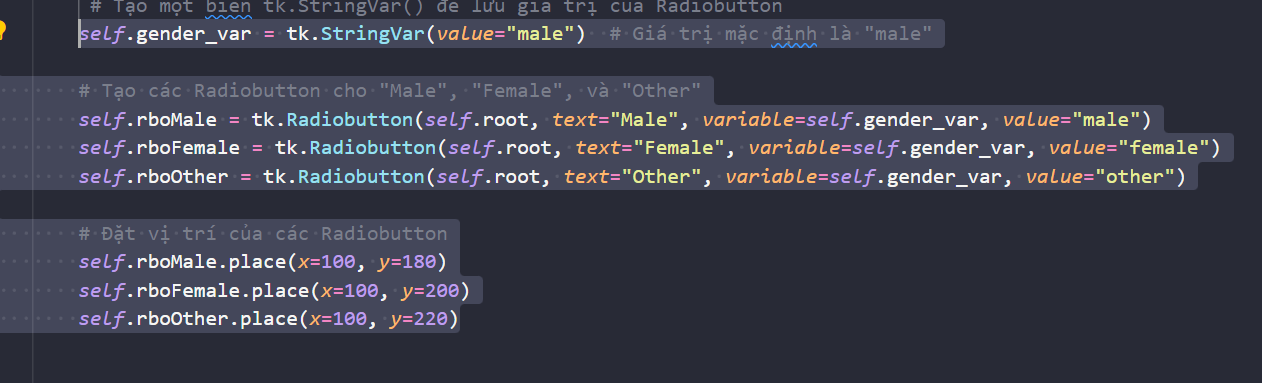 # Tạo một biến tk.StringVar() để lưu giá trị của Radiobutton
self.gender_var = tk.StringVar(value="male")  # Giá trị mặc định là "male"
# Tạo các Radiobutton cho "Male", "Female", và "Other"
self.rboMale = tk.Radiobutton(self.root, text="Male", variable=self.gender_var, value="male")
self.rboFemale = tk.Radiobutton(self.root, text="Female", variable=self.gender_var, value="female")
self.rboOther = tk.Radiobutton(self.root, text="Other", variable=self.gender_var, value="other")
# Đặt vị trí của các Radiobutton
self.rboMale.place(x=100, y=180)
self.rboFemale.place(x=100, y=200)
self.rboOther.place(x=100, y=220)